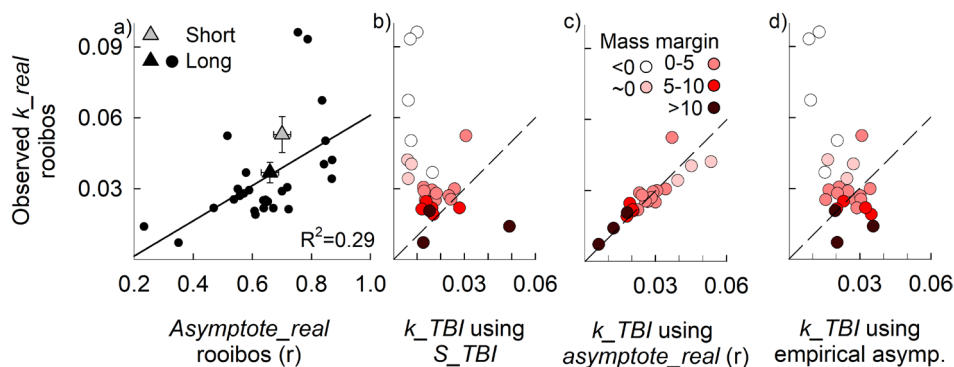 a)
Short
Long
b)
c)
Mass margin
<0
0-5
~0
5-10
>10
d)
Observed k_real
rooibos
0.09
0.06
0.03
0.00
R²=0.29
0.2 0.4 0.6 0.8 1.0
0.03 0.06
0.03 0.06
0.03 0.06
Asymptote_real
rooibos (r)
k_TBI using
S_TBI
k_TBI using
asymptote_real (r)
k_TBI using
empirical asymp.